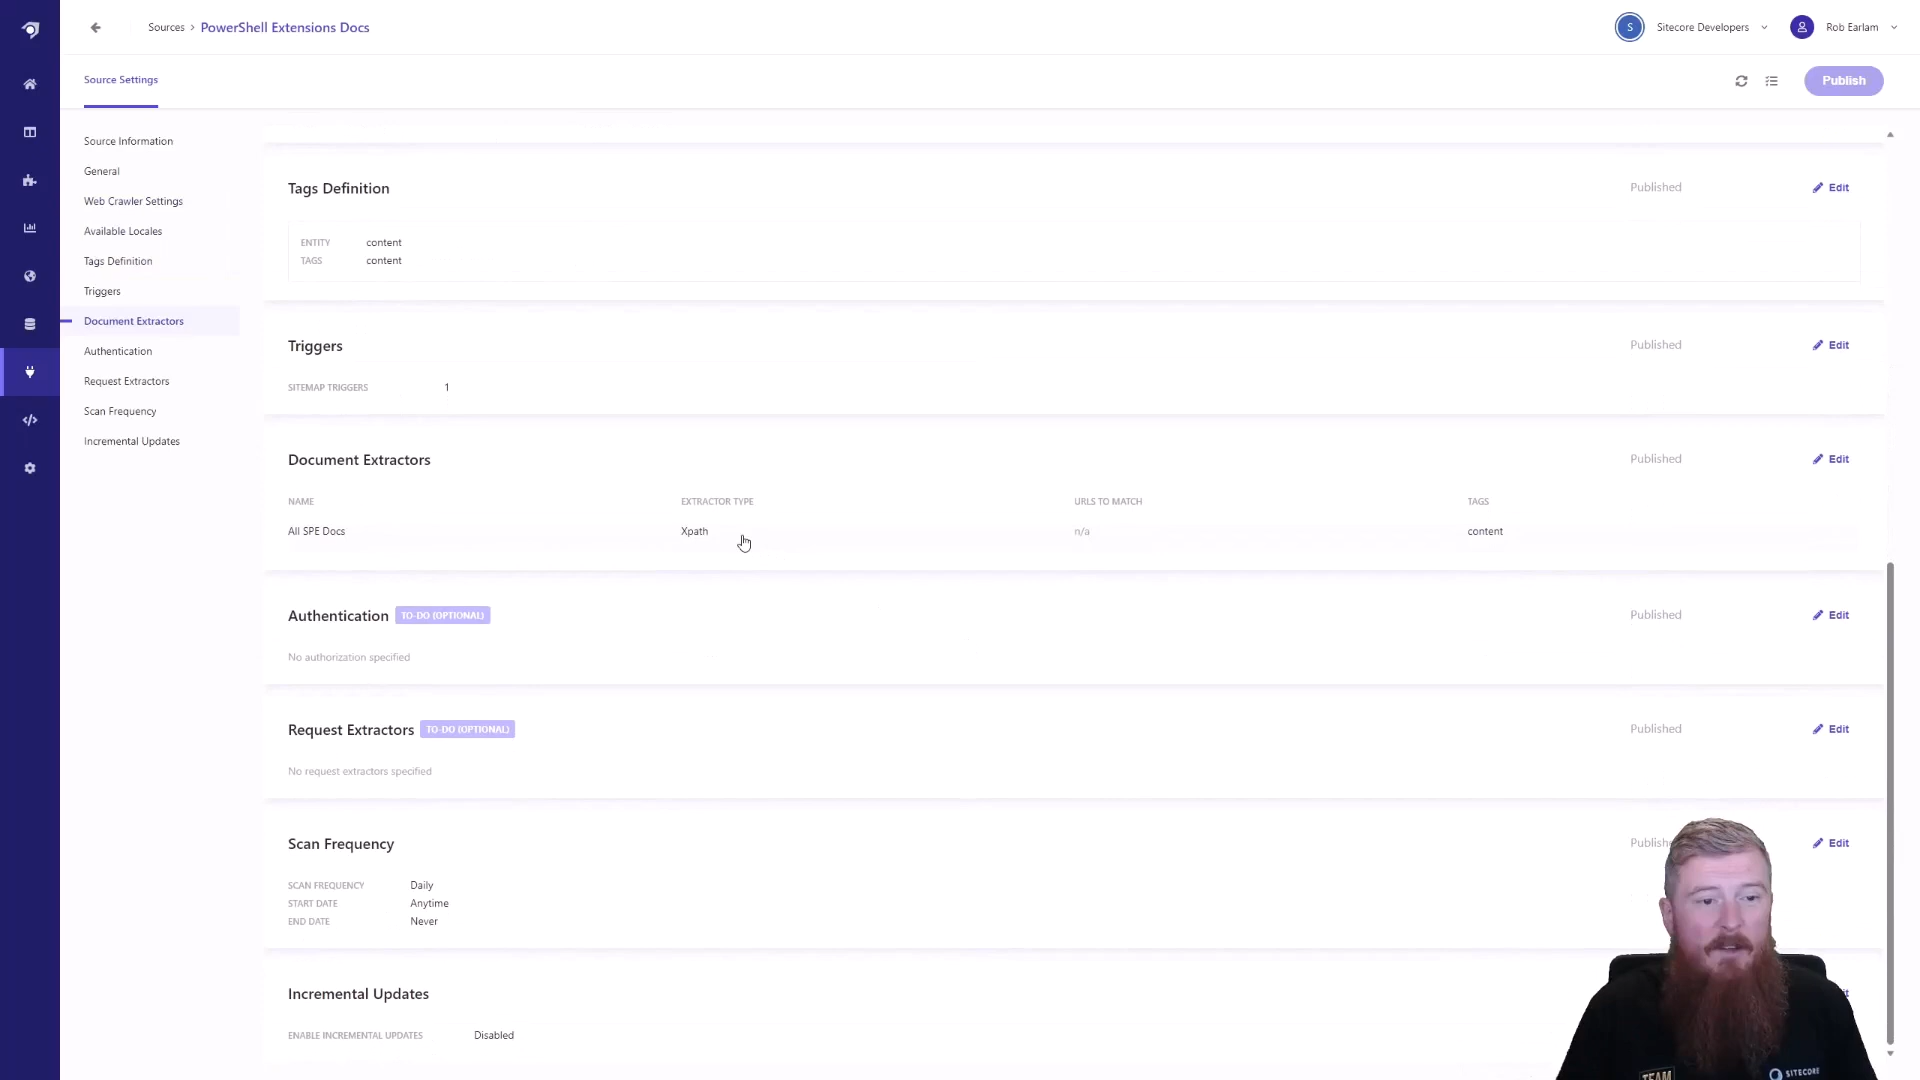 Sources › PowerShell Extensions Docs
S Sitecore Developers
Rob Earlam
Source Settings
Publish
Source Information
General
Web Crawler Settings
Available Locales
Tags Definition
Triggers
Document Extractors
Authentication
Request Extractors
Scan Frequency
Incremental Updates
Tags Definition Published Edit
ENTITY content
TAGS content
Triggers Published Edit
SITEMAP TRIGGERS 1
Document Extractors Published Edit
NAME EXTRACTOR TYPE URLS TO MATCH TAGS
All SPE Docs Xpath n/a content
Authentication TO-DO (OPTIONAL) Published Edit
No authorization specified
Request Extractors TO-DO (OPTIONAL) Published Edit
No request extractors specified
Scan Frequency Edit
SCAN FREQUENCY Daily
START DATE Anytime
END DATE Never
Incremental Updates
ENABLE INCREMENTAL UPDATES Disabled
TEAM
SITECORE